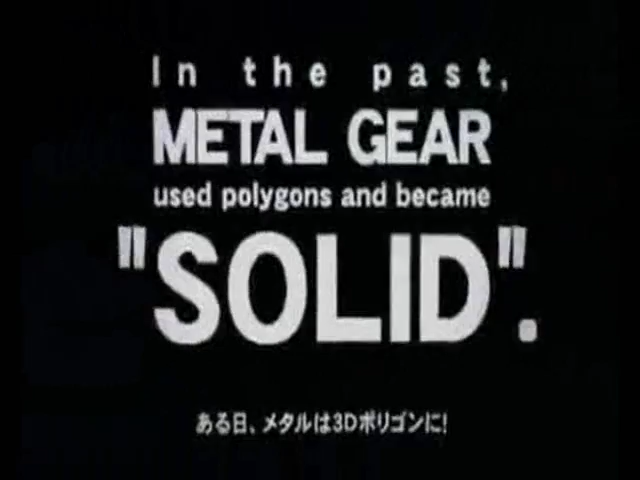 In the past,
METAL GEAR
used polygons and became
"SOLID".
ある日、メタルは3Dポリゴンに!